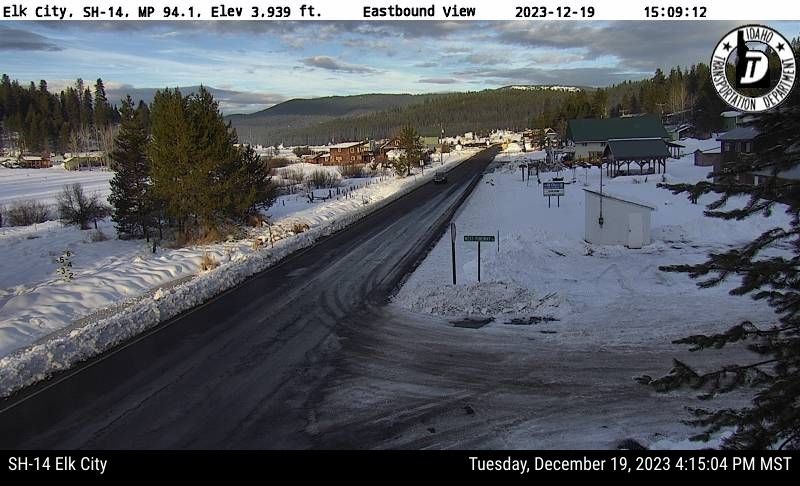 Elk City, SH-14, MP 94.1, Elev 3,939 ft. Eastbound View 2023-12-19 15:09:12
IDAHO
TRANSPORTATION DEPARTMENT
SH-14 Elk City Tuesday, December 19, 2023 4:15:04 PM MST